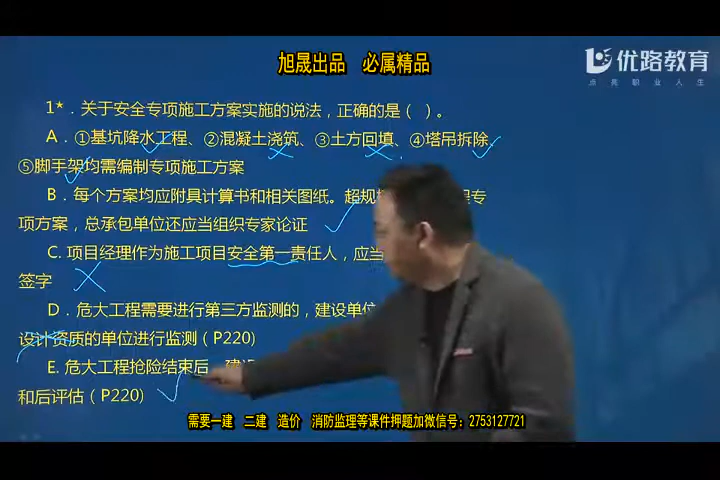 旭晟出品 必属精品
优路教育
点亮职业人生
1*．关于安全专项施工方案实施的说法，正确的是（ ）。
A．①基坑降水工程、②混凝土浇筑、③土方回填、④塔吊拆除、
⑤脚手架均需编制专项施工方案
B．每个方案均应附具计算书和相关图纸。超规 程专
项方案，总承包单位还应当组织专家论证
C. 项目经理作为施工项目安全第一责任人，应当
签字
D．危大工程需要进行第三方监测的，建设单位
设计资质的单位进行监测（P220）
E. 危大工程抢险结束后，建设
和后评估（P220）
需要一建 二建 造价 消防监理等课件押题加微信号：2753127721